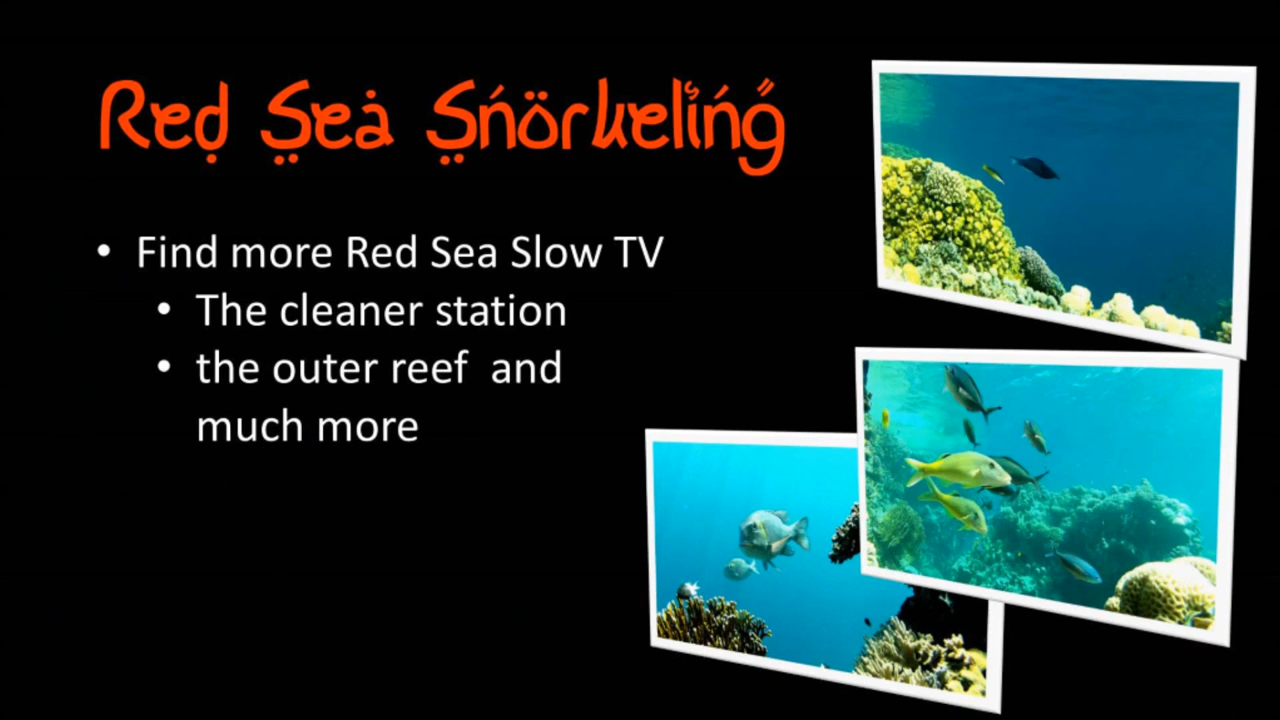 Red Sea Snorkeling
• Find more Red Sea Slow TV
• The cleaner station
• the outer reef  and
much more